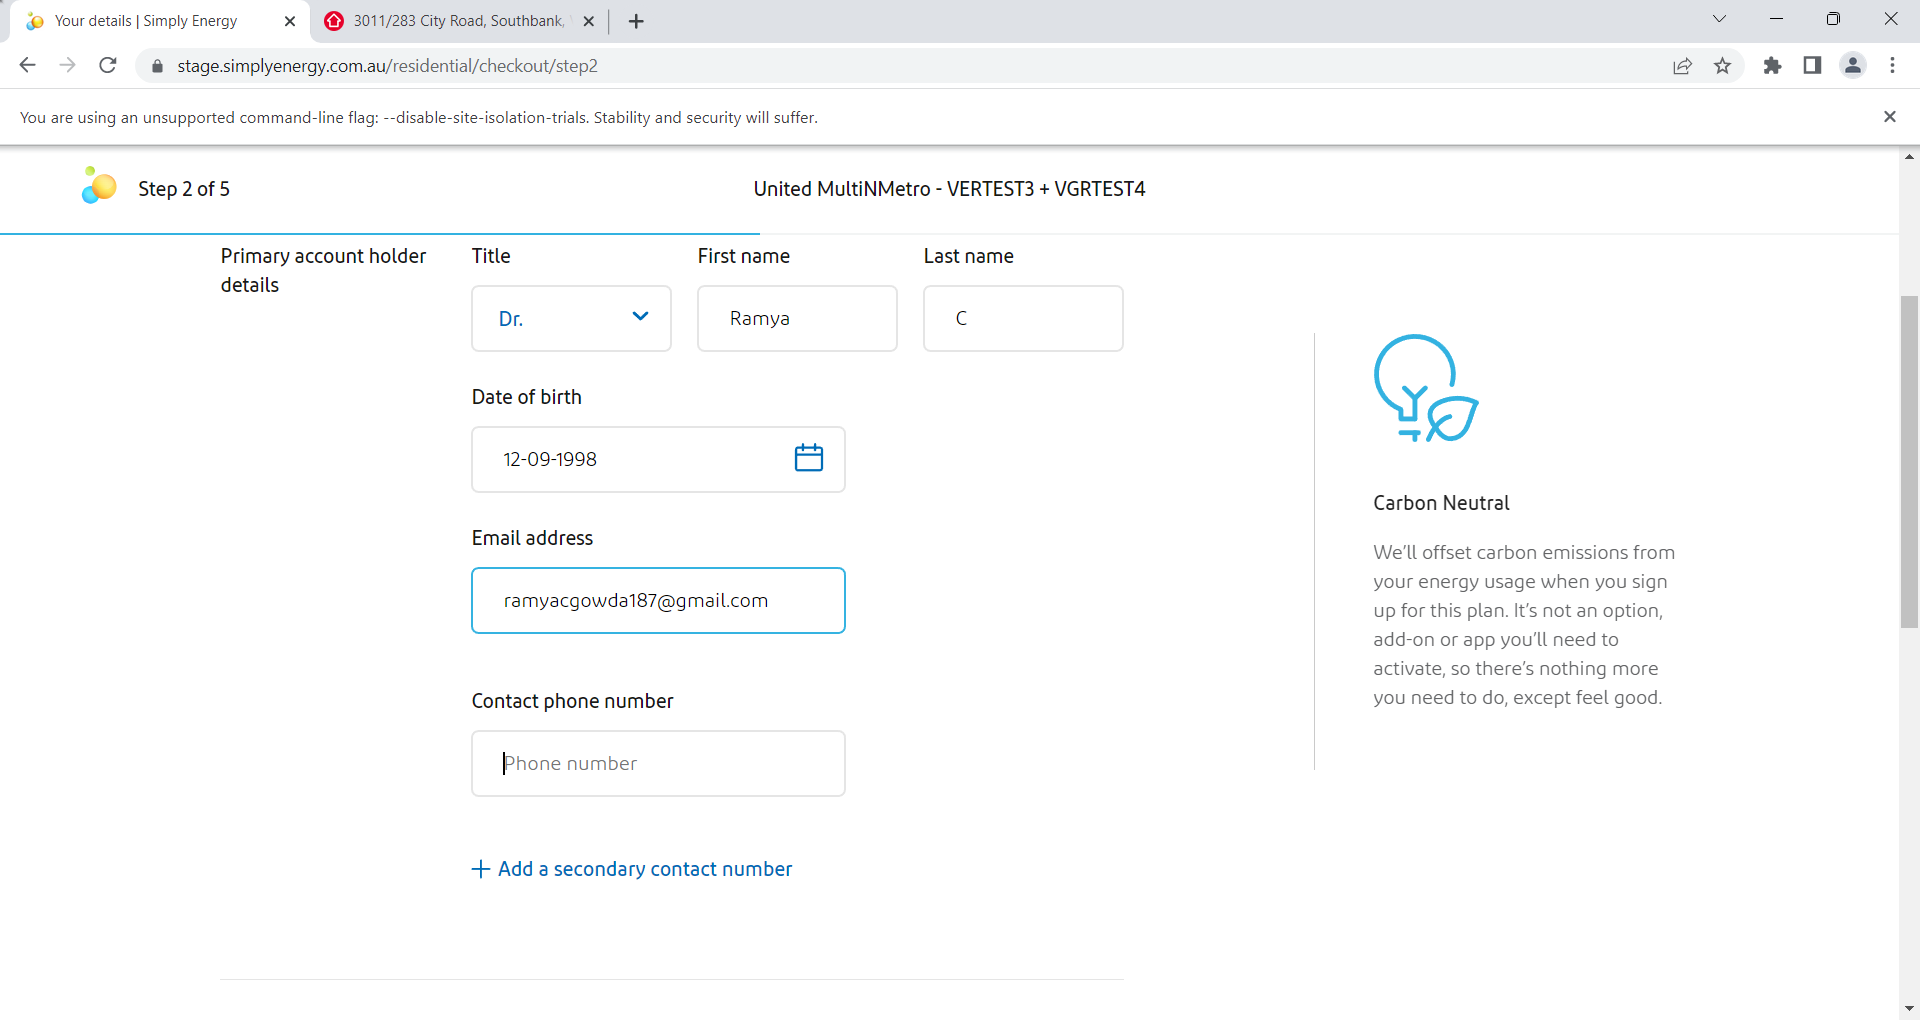 Your details | Simply Energy
3011/283 City Road, Southbank,
stage.simplyenergy.com.au/residential/checkout/step2
You are using an unsupported command-line flag: --disable-site-isolation-trials. Stability and security will suffer.
Step 2 of 5
United MultiNMetro - VERTEST3 + VGRTEST4
Primary account holder
details
Title
First name
Last name
Dr.
Ramya
C
Date of birth
12-09-1998
Email address
ramyacgowda187@gmail.com
Contact phone number
Phone number
+ Add a secondary contact number
Carbon Neutral
We'll offset carbon emissions from
your energy usage when you sign
up for this plan. It's not an option,
add-on or app you'll need to
activate, so there's nothing more
you need to do, except feel good.